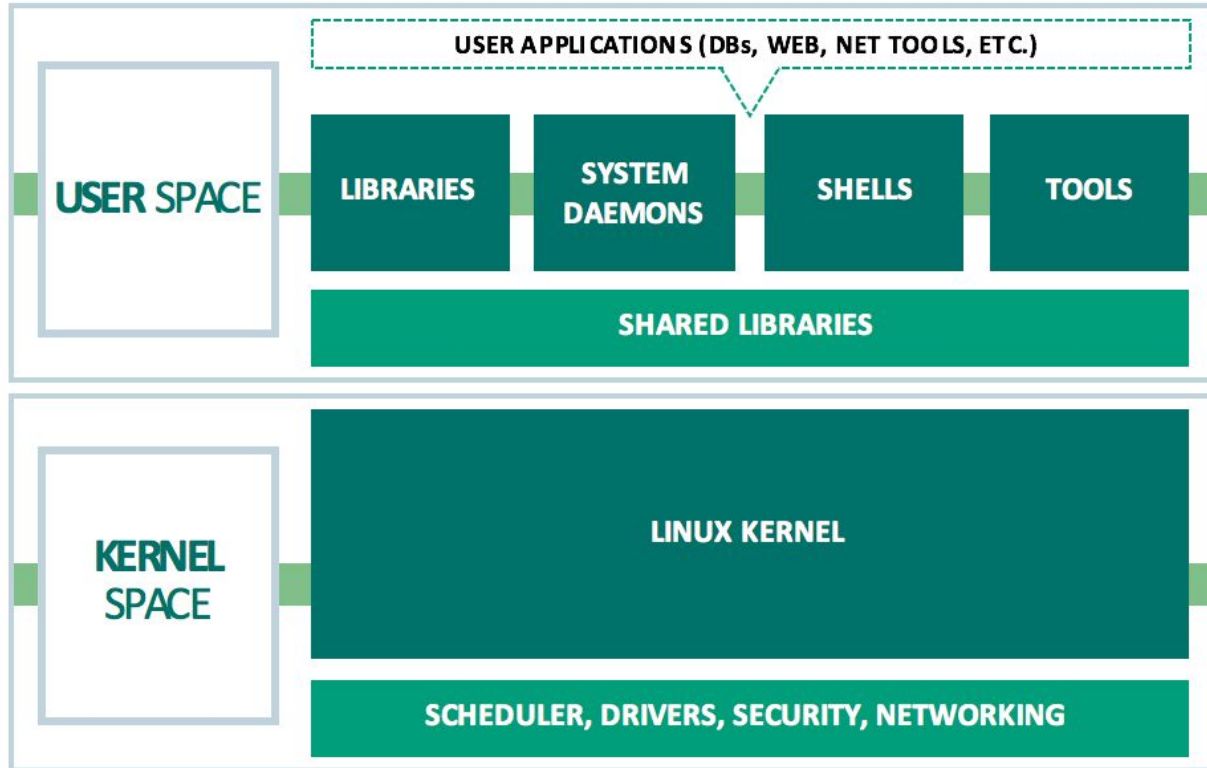 USER APPLICATIONS (DBs, WEB, NET TOOLS, ETC.)
USER SPACE
LIBRARIES
SYSTEM
DAEMONS
SHELLS
TOOLS
SHARED LIBRARIES
KERNEL
SPACE
LINUX KERNEL
SCHEDULER, DRIVERS, SECURITY, NETWORKING